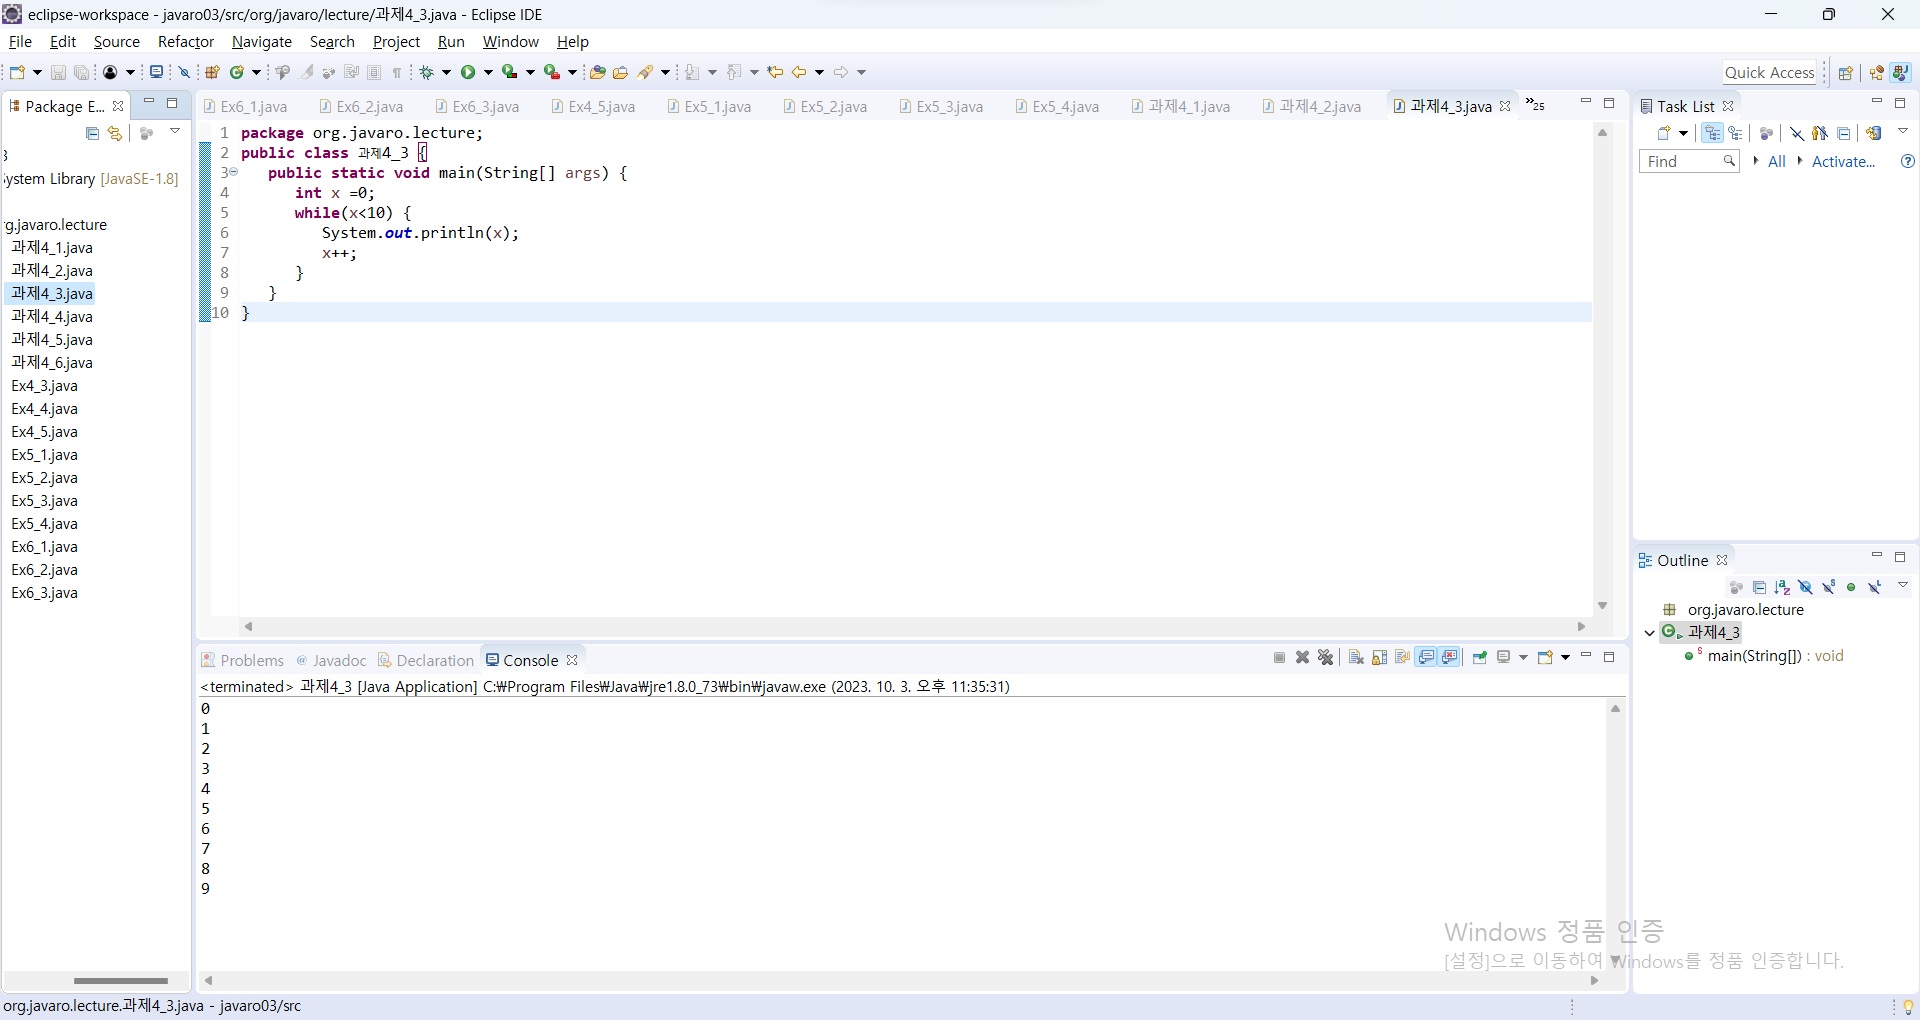 eclipse-workspace - javaro03/src/org/javaro/lecture/과제4_3.java - Eclipse IDE
File Edit Source Refactor Navigate Search Project Run Window Help
Quick Access
Package E...
Ex6_1.java Ex6_2.java Ex6_3.java Ex4_5.java Ex5_1.java Ex5_2.java Ex5_3.java Ex5_4.java 과제4_1.java 과제4_2.java 과제4_3.java »25
Task List
Find All Activate...
3
ystem Library [JavaSE-1.8]
g.javaro.lecture
과제4_1.java
과제4_2.java
과제4_3.java
과제4_4.java
과제4_5.java
과제4_6.java
Ex4_3.java
Ex4_4.java
Ex4_5.java
Ex5_1.java
Ex5_2.java
Ex5_3.java
Ex5_4.java
Ex6_1.java
Ex6_2.java
Ex6_3.java
1 package org.javaro.lecture;
2 public class 과제4_3 {
3 public static void main(String[] args) {
4 int x =0;
5 while(x<10) {
6 System.out.println(x);
7 x++;
8 }
9 }
10 }
Outline
org.javaro.lecture
과제4_3
main(String[]) : void
Problems Javadoc Declaration Console
<terminated> 과제4_3 [Java Application] C:₩Program Files₩Java₩jre1.8.0_73₩bin₩javaw.exe (2023. 10. 3. 오후 11:35:31)
0
1
2
3
4
5
6
7
8
9
Windows 정품 인증
[설정]으로 이동하여 Windows를 정품 인증합니다.
org.javaro.lecture.과제4_3.java - javaro03/src